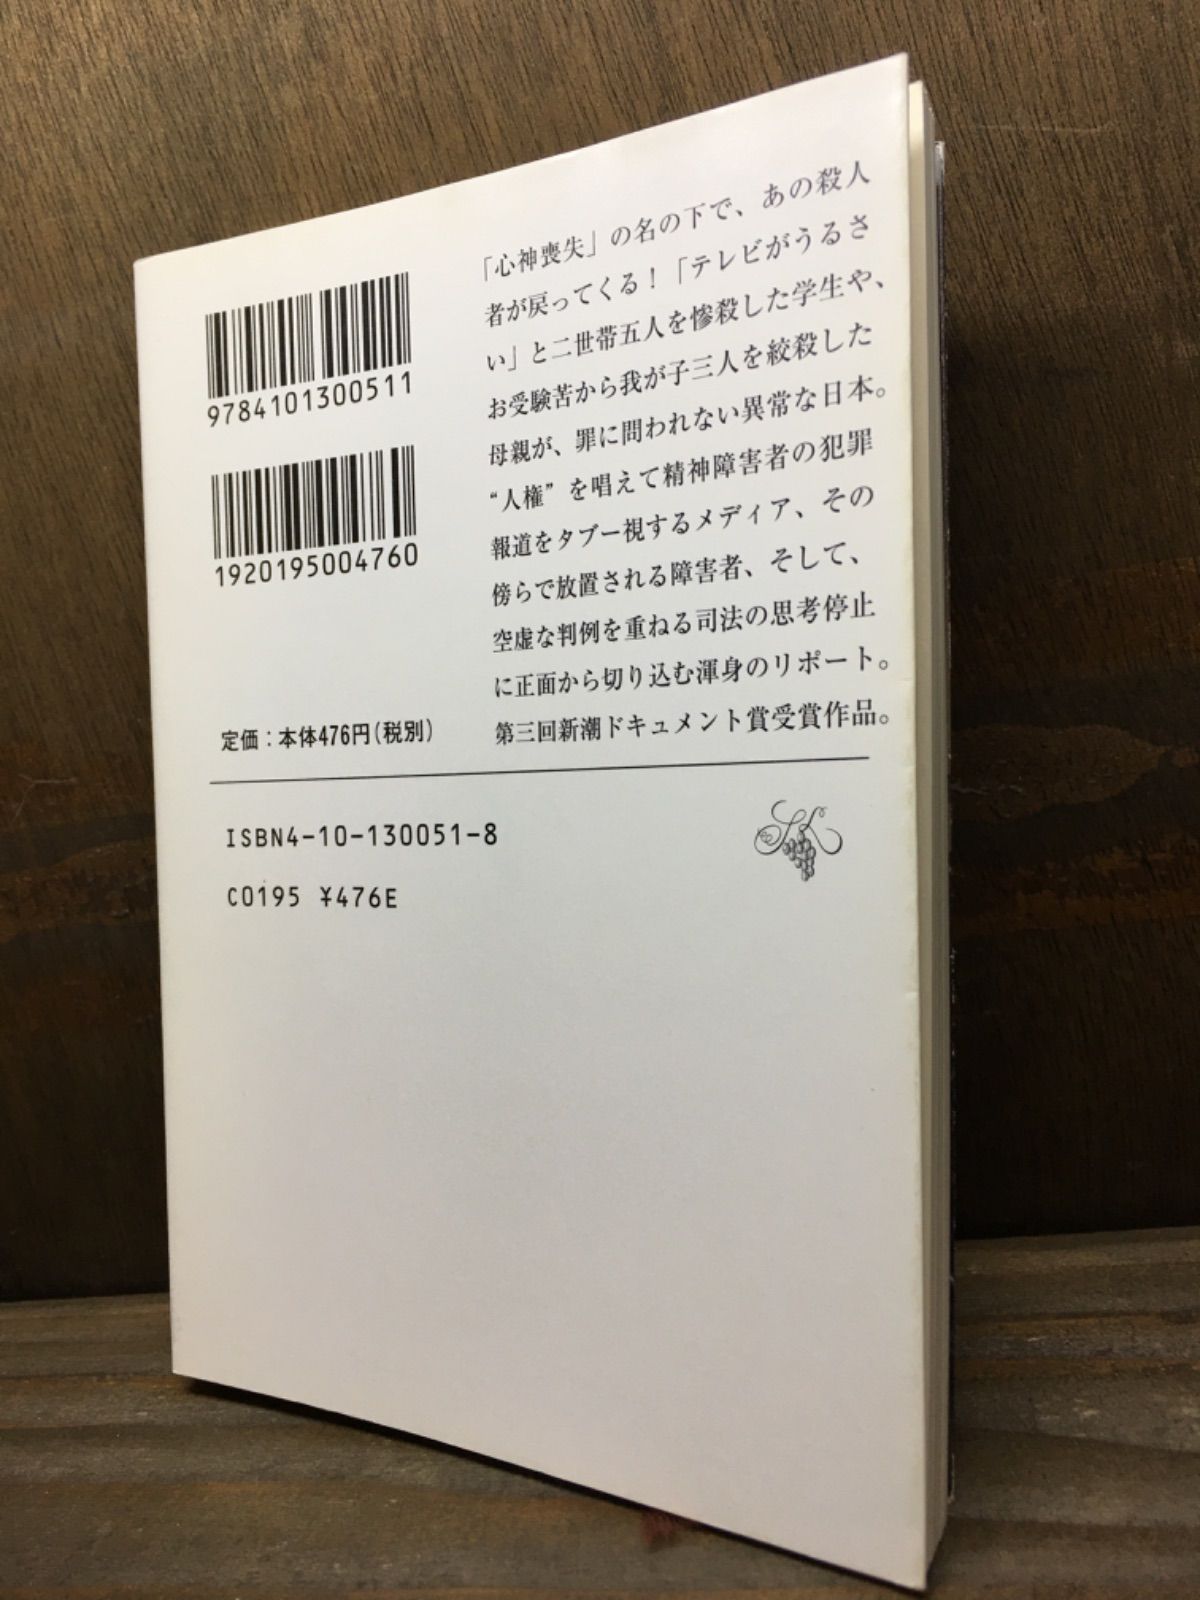 「心神喪失」の名の下で、あの殺人
者が戻ってくる！「テレビがうるさ
い」と二世帯五人を惨殺した学生や、
お受験苦から我が子三人を絞殺した
母親が、罪に問われない異常な日本。
“人権”を唱えて精神障害者の犯罪
報道をタブー視するメディア、その
傍らで放置される障害者、そして、
空虚な判例を重ねる司法の思考停止
に正面から切り込む渾身のリポート。
第三回新潮ドキュメント賞受賞作品。
9784101300511
1920195004760
定価：本体476円（税別）
ISBN4-10-130051-8
C0195 ¥476E